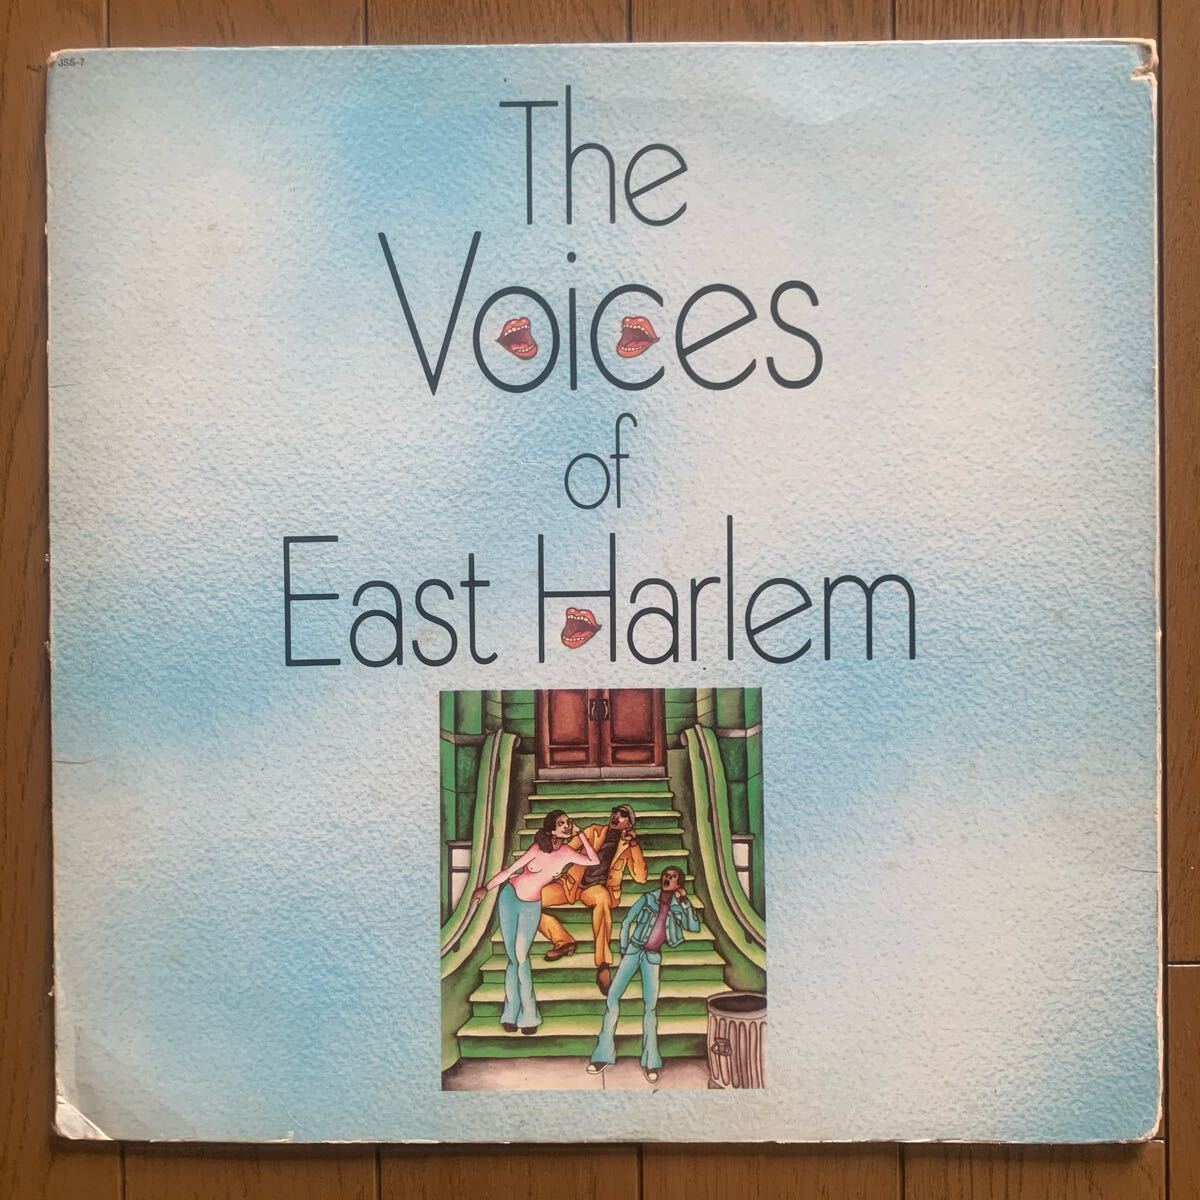 JSS-7
The
Voices
of
East Harlem